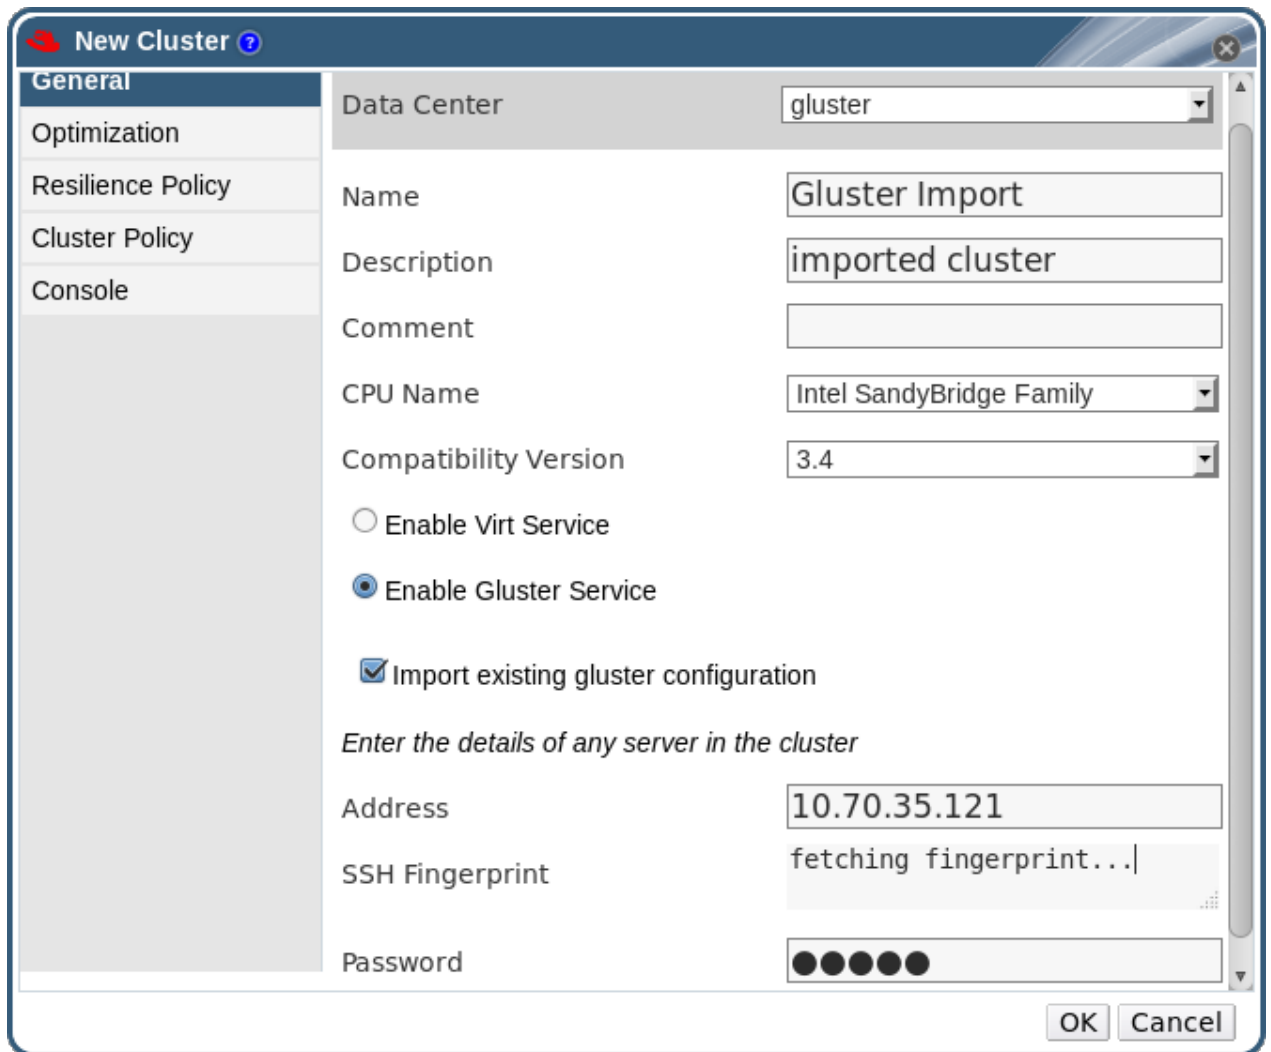 New Cluster ?
General
Optimization
Resilience Policy
Cluster Policy
Console
Data Center gluster
Name Gluster Import
Description imported cluster
Comment
CPU Name Intel SandyBridge Family
Compatibility Version 3.4
Enable Virt Service
Enable Gluster Service
Import existing gluster configuration
Enter the details of any server in the cluster
Address 10.70.35.121
SSH Fingerprint fetching fingerprint...
Password ●●●●●
OK Cancel